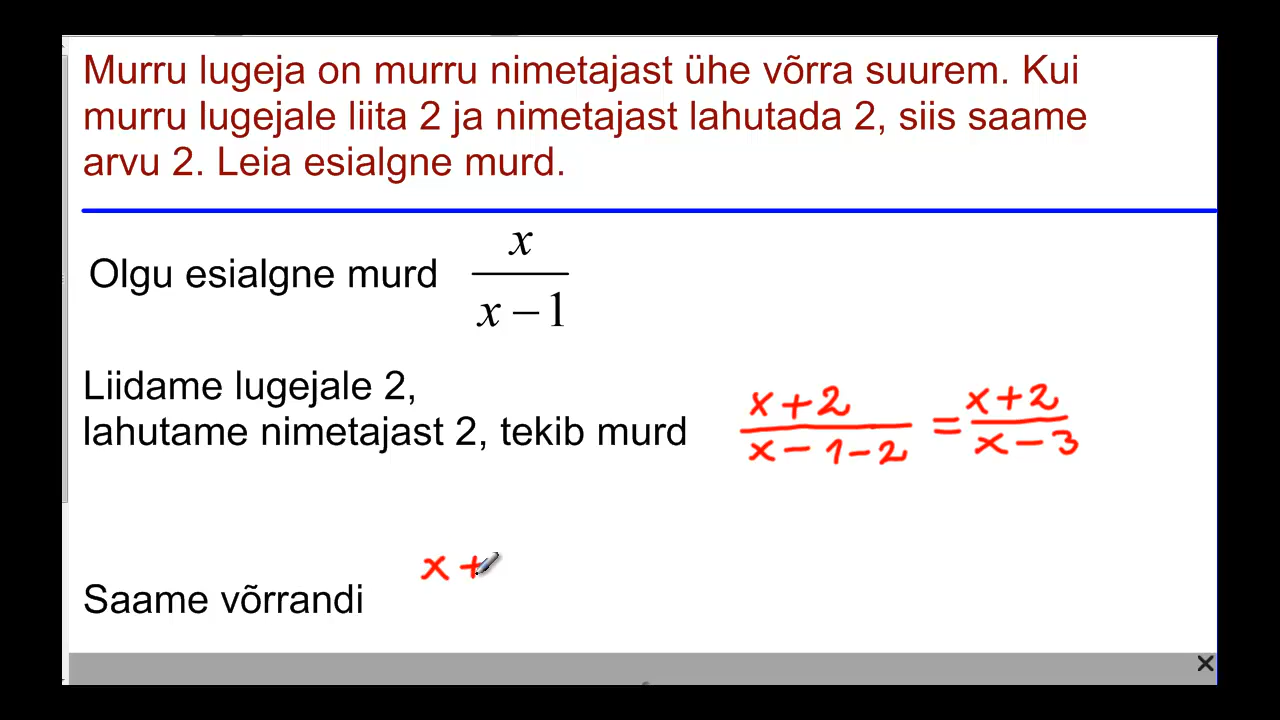 Murru lugeja on murru nimetajast ühe võrra suurem. Kui
murru lugejale liita 2 ja nimetajast lahutada 2, siis saame
arvu 2. Leia esialgne murd.
Olgu esialgne murd x
x – 1
Liidame lugejale 2,
lahutame nimetajast 2, tekib murd
x + 2
x – 1 – 2
= x + 2
x – 3
x +
Saame võrrandi